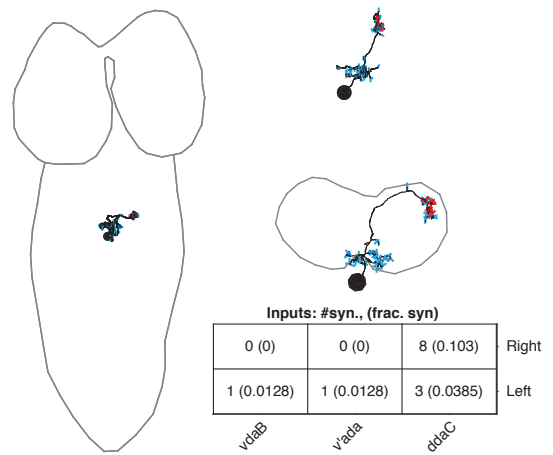 Inputs: #syn., (frac. syn)
0 (0) 0 (0) 8 (0.103) Right
1 (0.0128) 1 (0.0128) 3 (0.0385) Left
vdaB v'ada ddaC